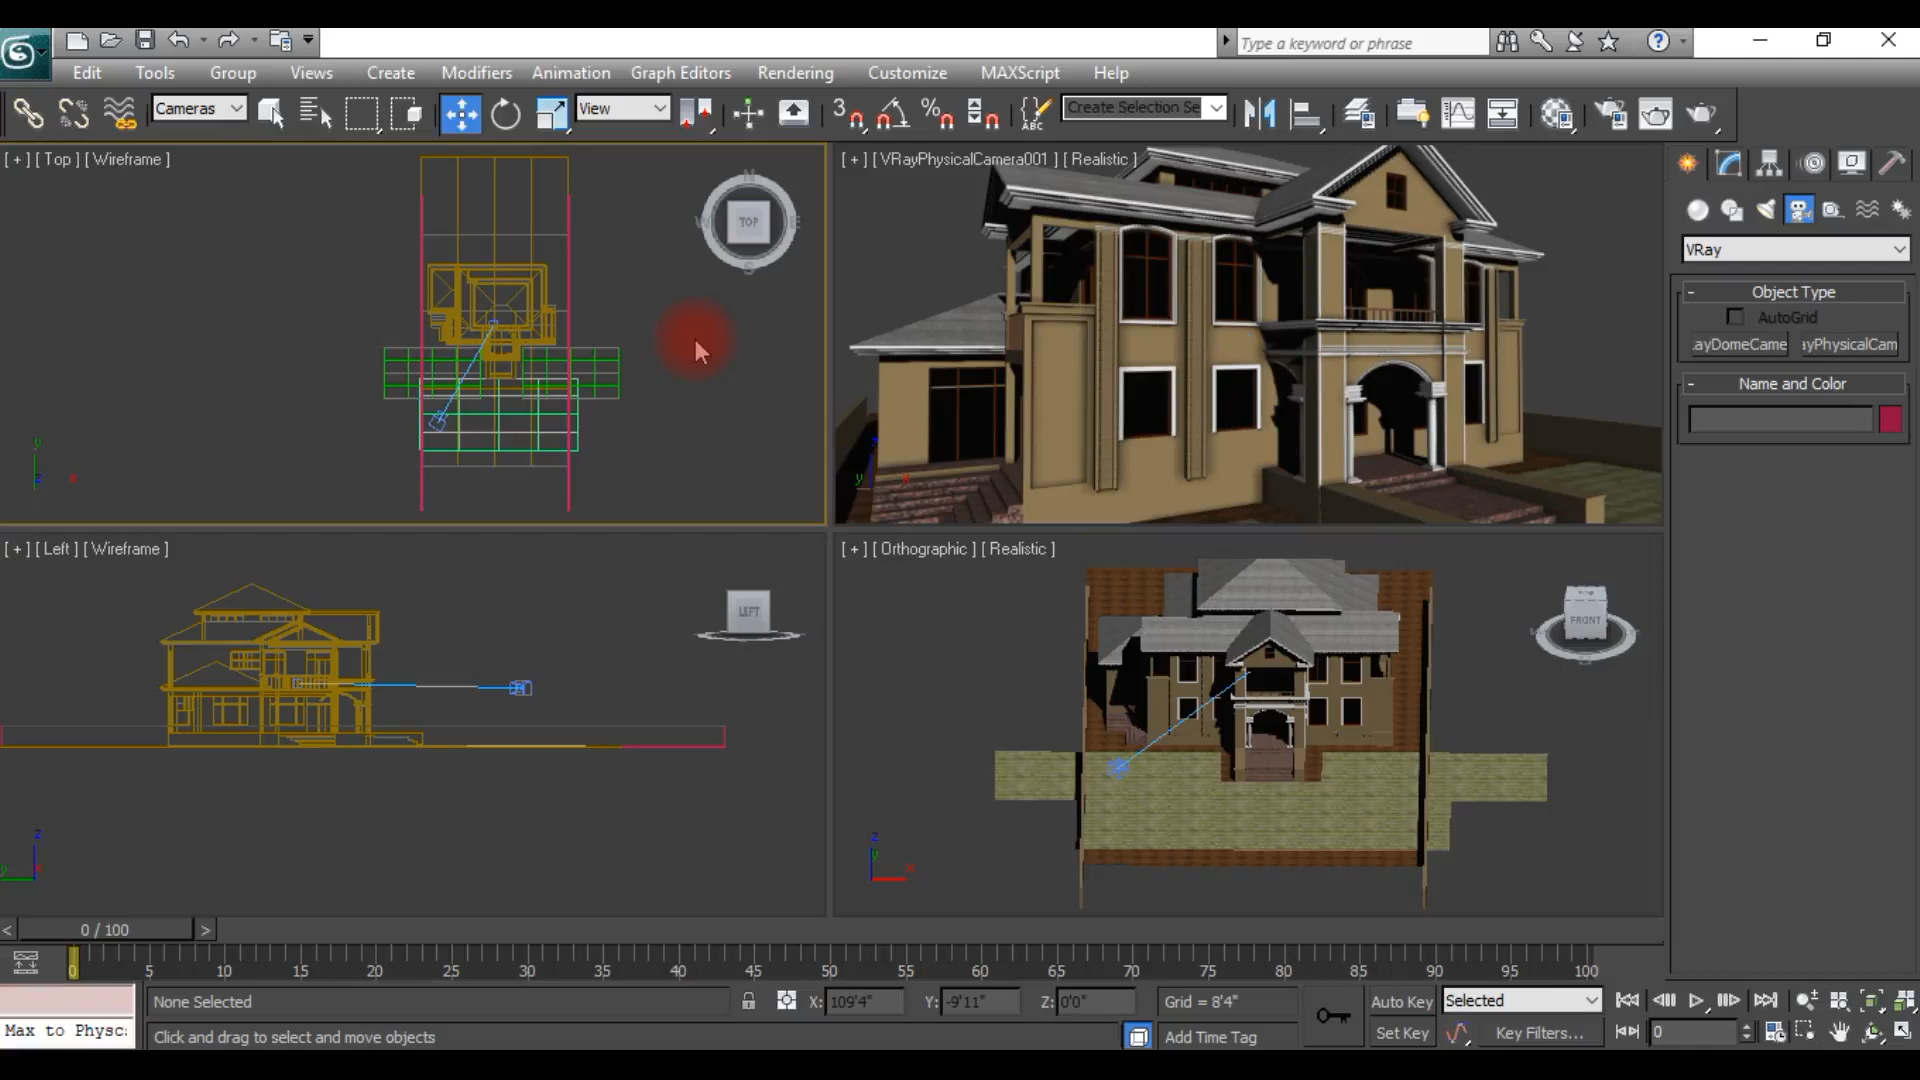 Type a keyword or phrase
Edit Tools Group Views Create Modifiers Animation Graph Editors Rendering Customize MAXScript Help
Cameras View 3 % ABC Create Selection Se
[ + ] [ Top ] [ Wireframe ]
[ + ] [ VRayPhysicalCamera001 ] [ Realistic ]
N
W TOP E
S
VRay
- Object Type
AutoGrid
.ayDomeCame ayPhysicalCam
- Name and Color
y
z x
z
y x
[ + ] [ Left ] [ Wireframe ]
[ + ] [ Orthographic ] [ Realistic ]
LEFT
TOP
FRONT
z
y x
z
y
x
< 0 / 100 >
0 5 10 15 20 25 30 35 40 45 50 55 60 65 70 75 80 85 90 95 100
None Selected X: 109'4" Y: -9'11" Z: 0'0" Grid = 8'4" Auto Key Selected
Max to Physc: Click and drag to select and move objects Add Time Tag Set Key Key Filters... 0